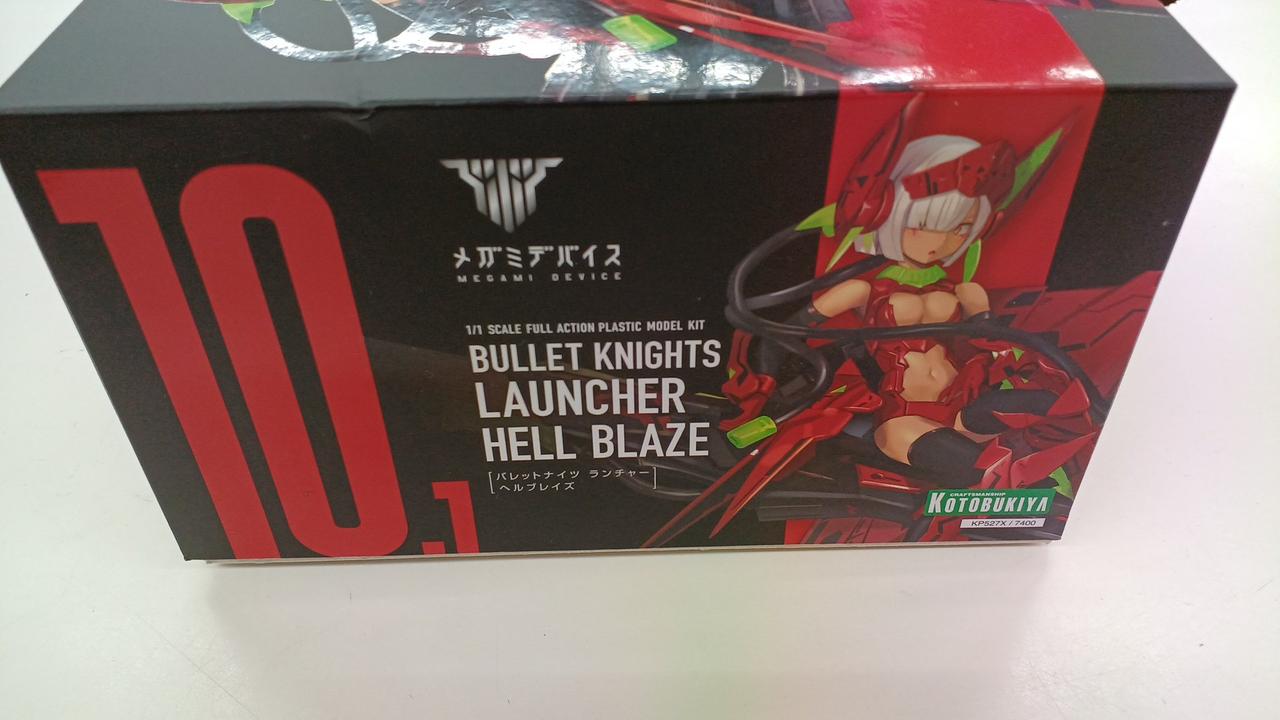 10.1
メガミデバイス
MEGAMI DEVICE
1/1 SCALE FULL ACTION PLASTIC MODEL KIT
BULLET KNIGHTS
LAUNCHER
HELL BLAZE
[バレットナイツ ランチャー
ヘルブレイズ]
CRAFTSMANSHIP
KOTOBUKIYA
KP527X / 7400